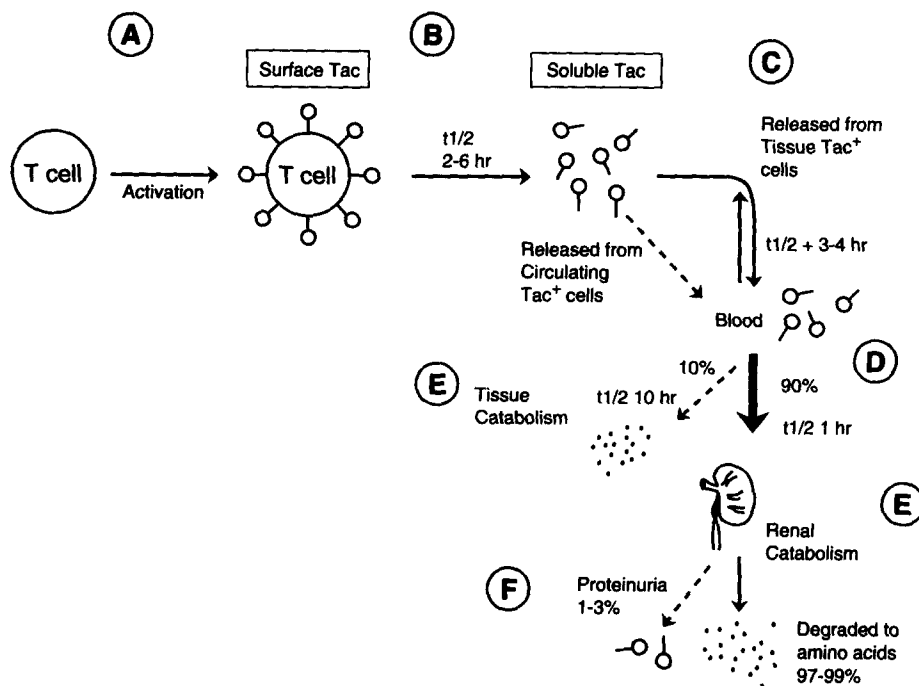 A
B
C
Surface Tac
Soluble Tac
T cell
Activation
T cell
t1/2
2-6 hr
Released from
Tissue Tac+
cells
t1/2 + 3-4 hr
Released from
Circulating
Tac+ cells
Blood
D
10%
90%
E
Tissue
Catabolism
t1/2 10 hr
t1/2 1 hr
E
Renal
Catabolism
F
Proteinuria
1-3%
Degraded to
amino acids
97-99%